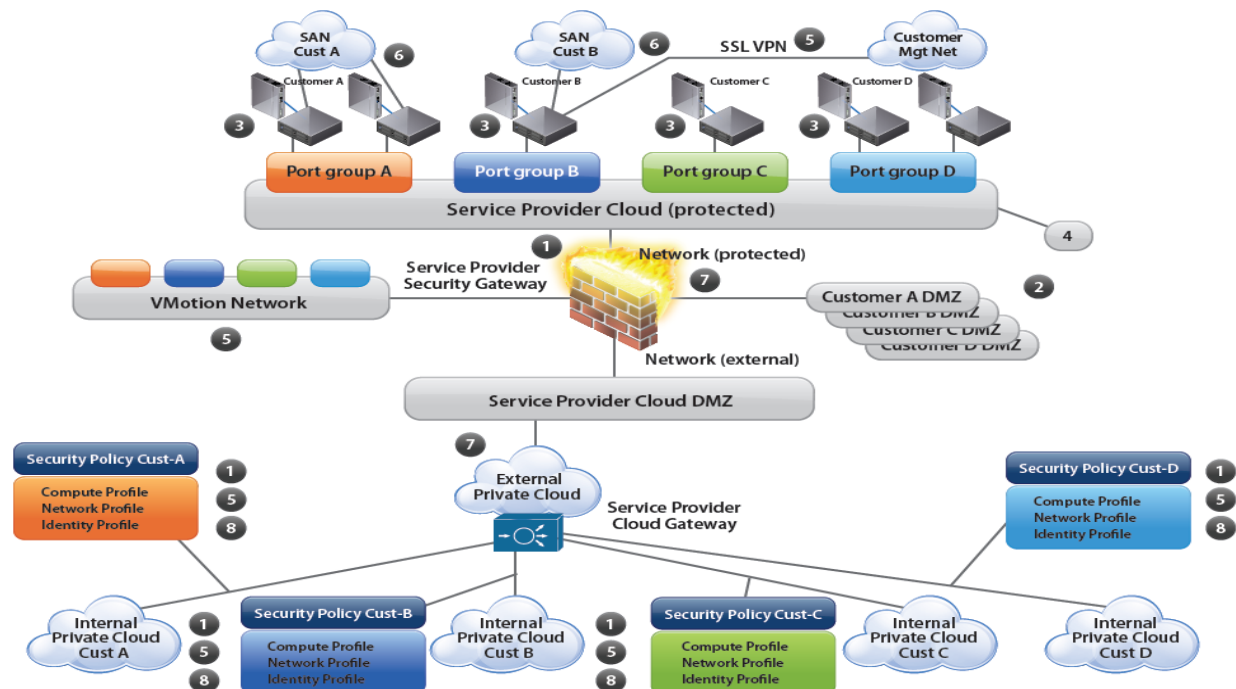 SAN
Cust A
6
SAN
Cust B
6
SSL VPN
5
Customer
Mgt Net
Customer A
Customer B
Customer C
Customer D
3
3
3
3
Port group A
Port group B
Port group C
Port group D
Service Provider Cloud (protected)
4
1
Network (protected)
Service Provider
Security Gateway
7
2
VMotion Network
5
Customer A DMZ
Customer B DMZ
Customer C DMZ
Customer D DMZ
Network (external)
Service Provider Cloud DMZ
7
External
Private Cloud
Service Provider
Cloud Gateway
Security Policy Cust-A
Compute Profile
Network Profile
Identity Profile
1
5
8
Security Policy Cust-D
Compute Profile
Network Profile
Identity Profile
1
5
8
Internal
Private Cloud
Cust A
1
5
8
Security Policy Cust-B
Compute Profile
Network Profile
Identity Profile
Internal
Private Cloud
Cust B
1
5
8
Security Policy Cust-C
Compute Profile
Network Profile
Identity Profile
Internal
Private Cloud
Cust C
Internal
Private Cloud
Cust D